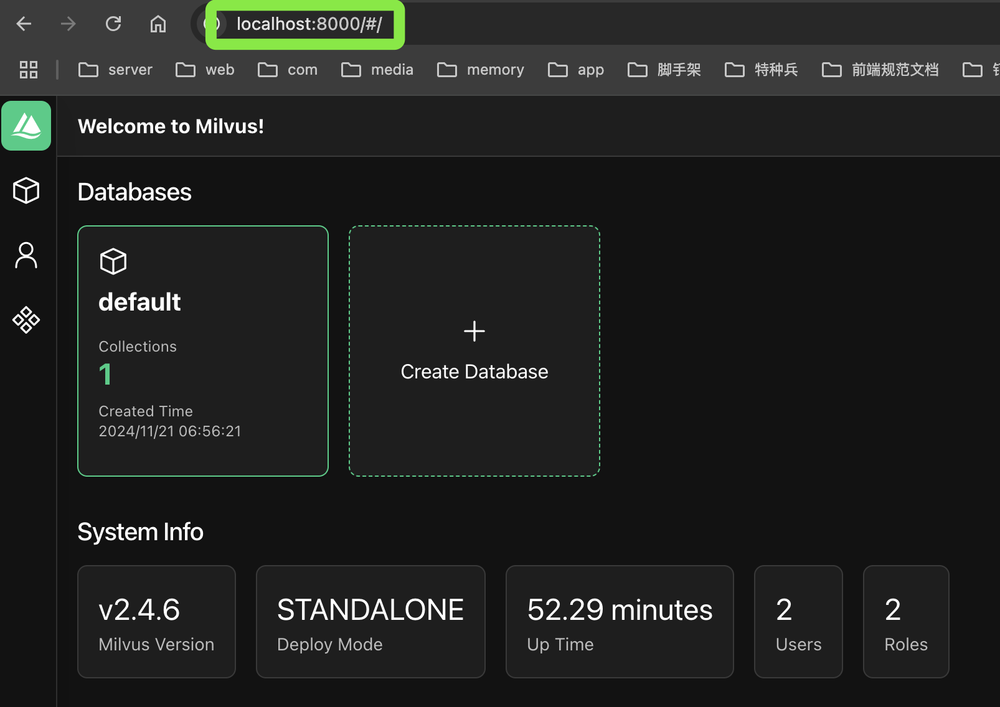 localhost:8000/#/
server web com media memory app 脚手架 特种兵 前端规范文档
Welcome to Milvus!
Databases
default
Collections
1
Created Time
2024/11/21 06:56:21
Create Database
System Info
v2.4.6 STANDALONE 52.29 minutes 2 2
Milvus Version Deploy Mode Up Time Users Roles